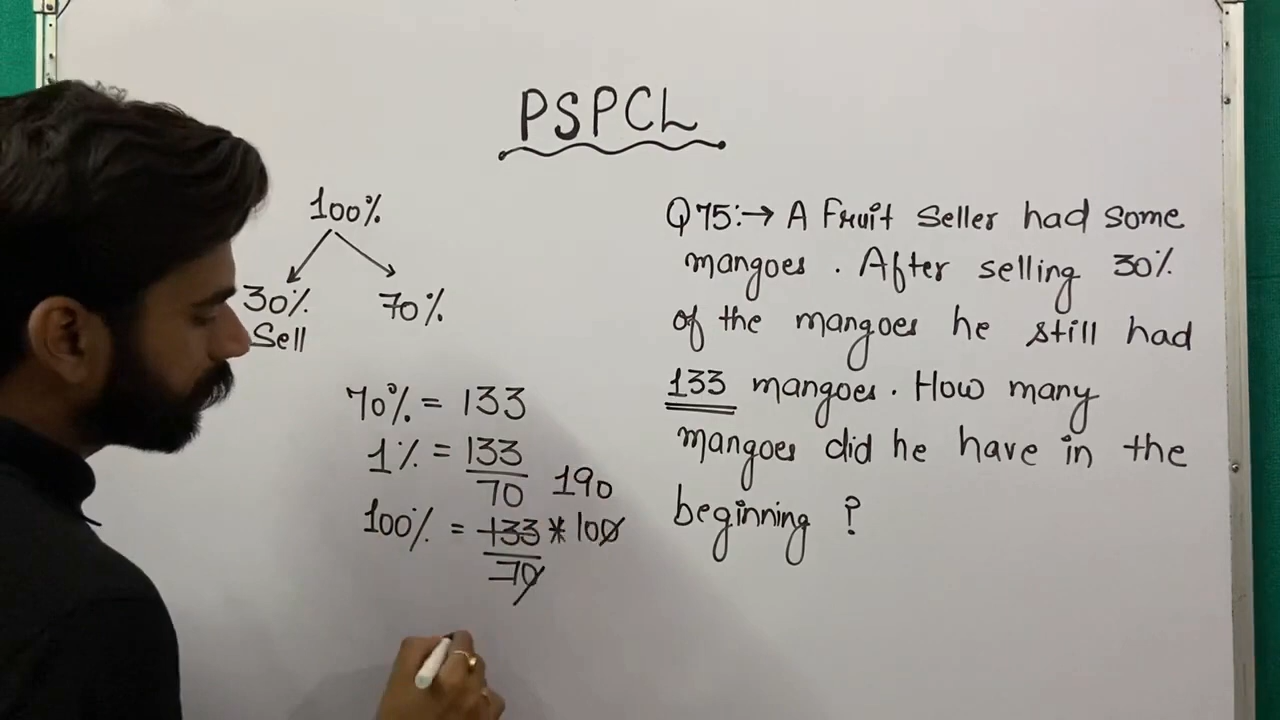 PSPCL
100%
30% 70%
Sell
70% = 133
1% = 133
70 190
100% = 133 * 100
70
Q75:→ A Fruit Seller had some
mangoes . After selling 30%
of the mangoes he still had
133 mangoes . How many
mangoes did he have in the
beginning ?